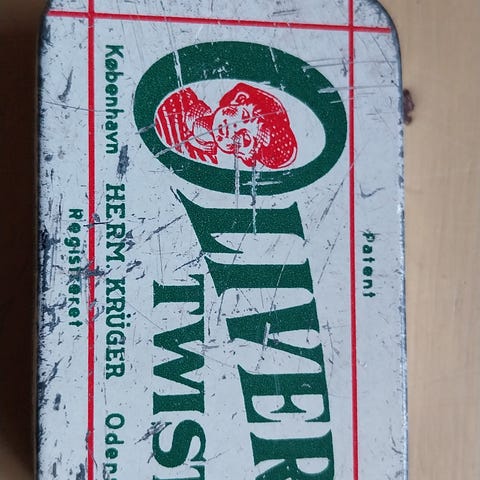 Patent
OLIVER
TWIST
København HERM. KRÜGER Oden
Registreret